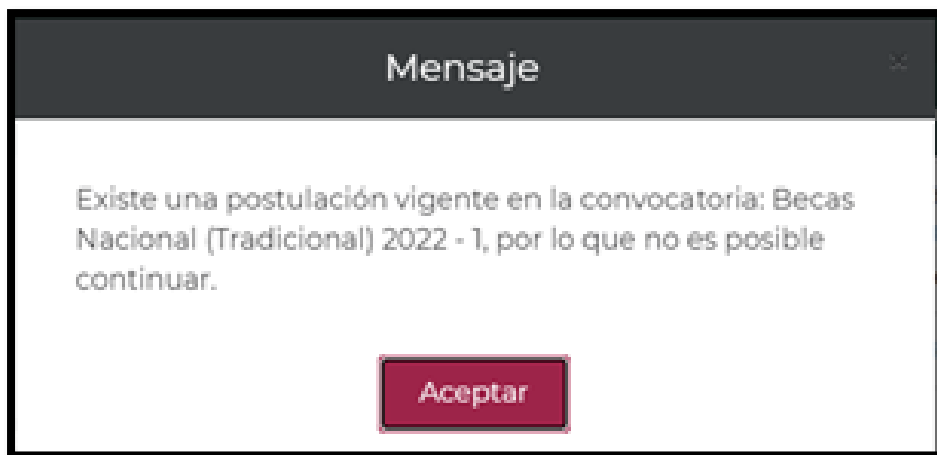 Mensaje
Existe una postulación vigente en la convocatoria: Becas
Nacional (Tradicional) 2022 - 1, por lo que no es posible
continuar.
Aceptar